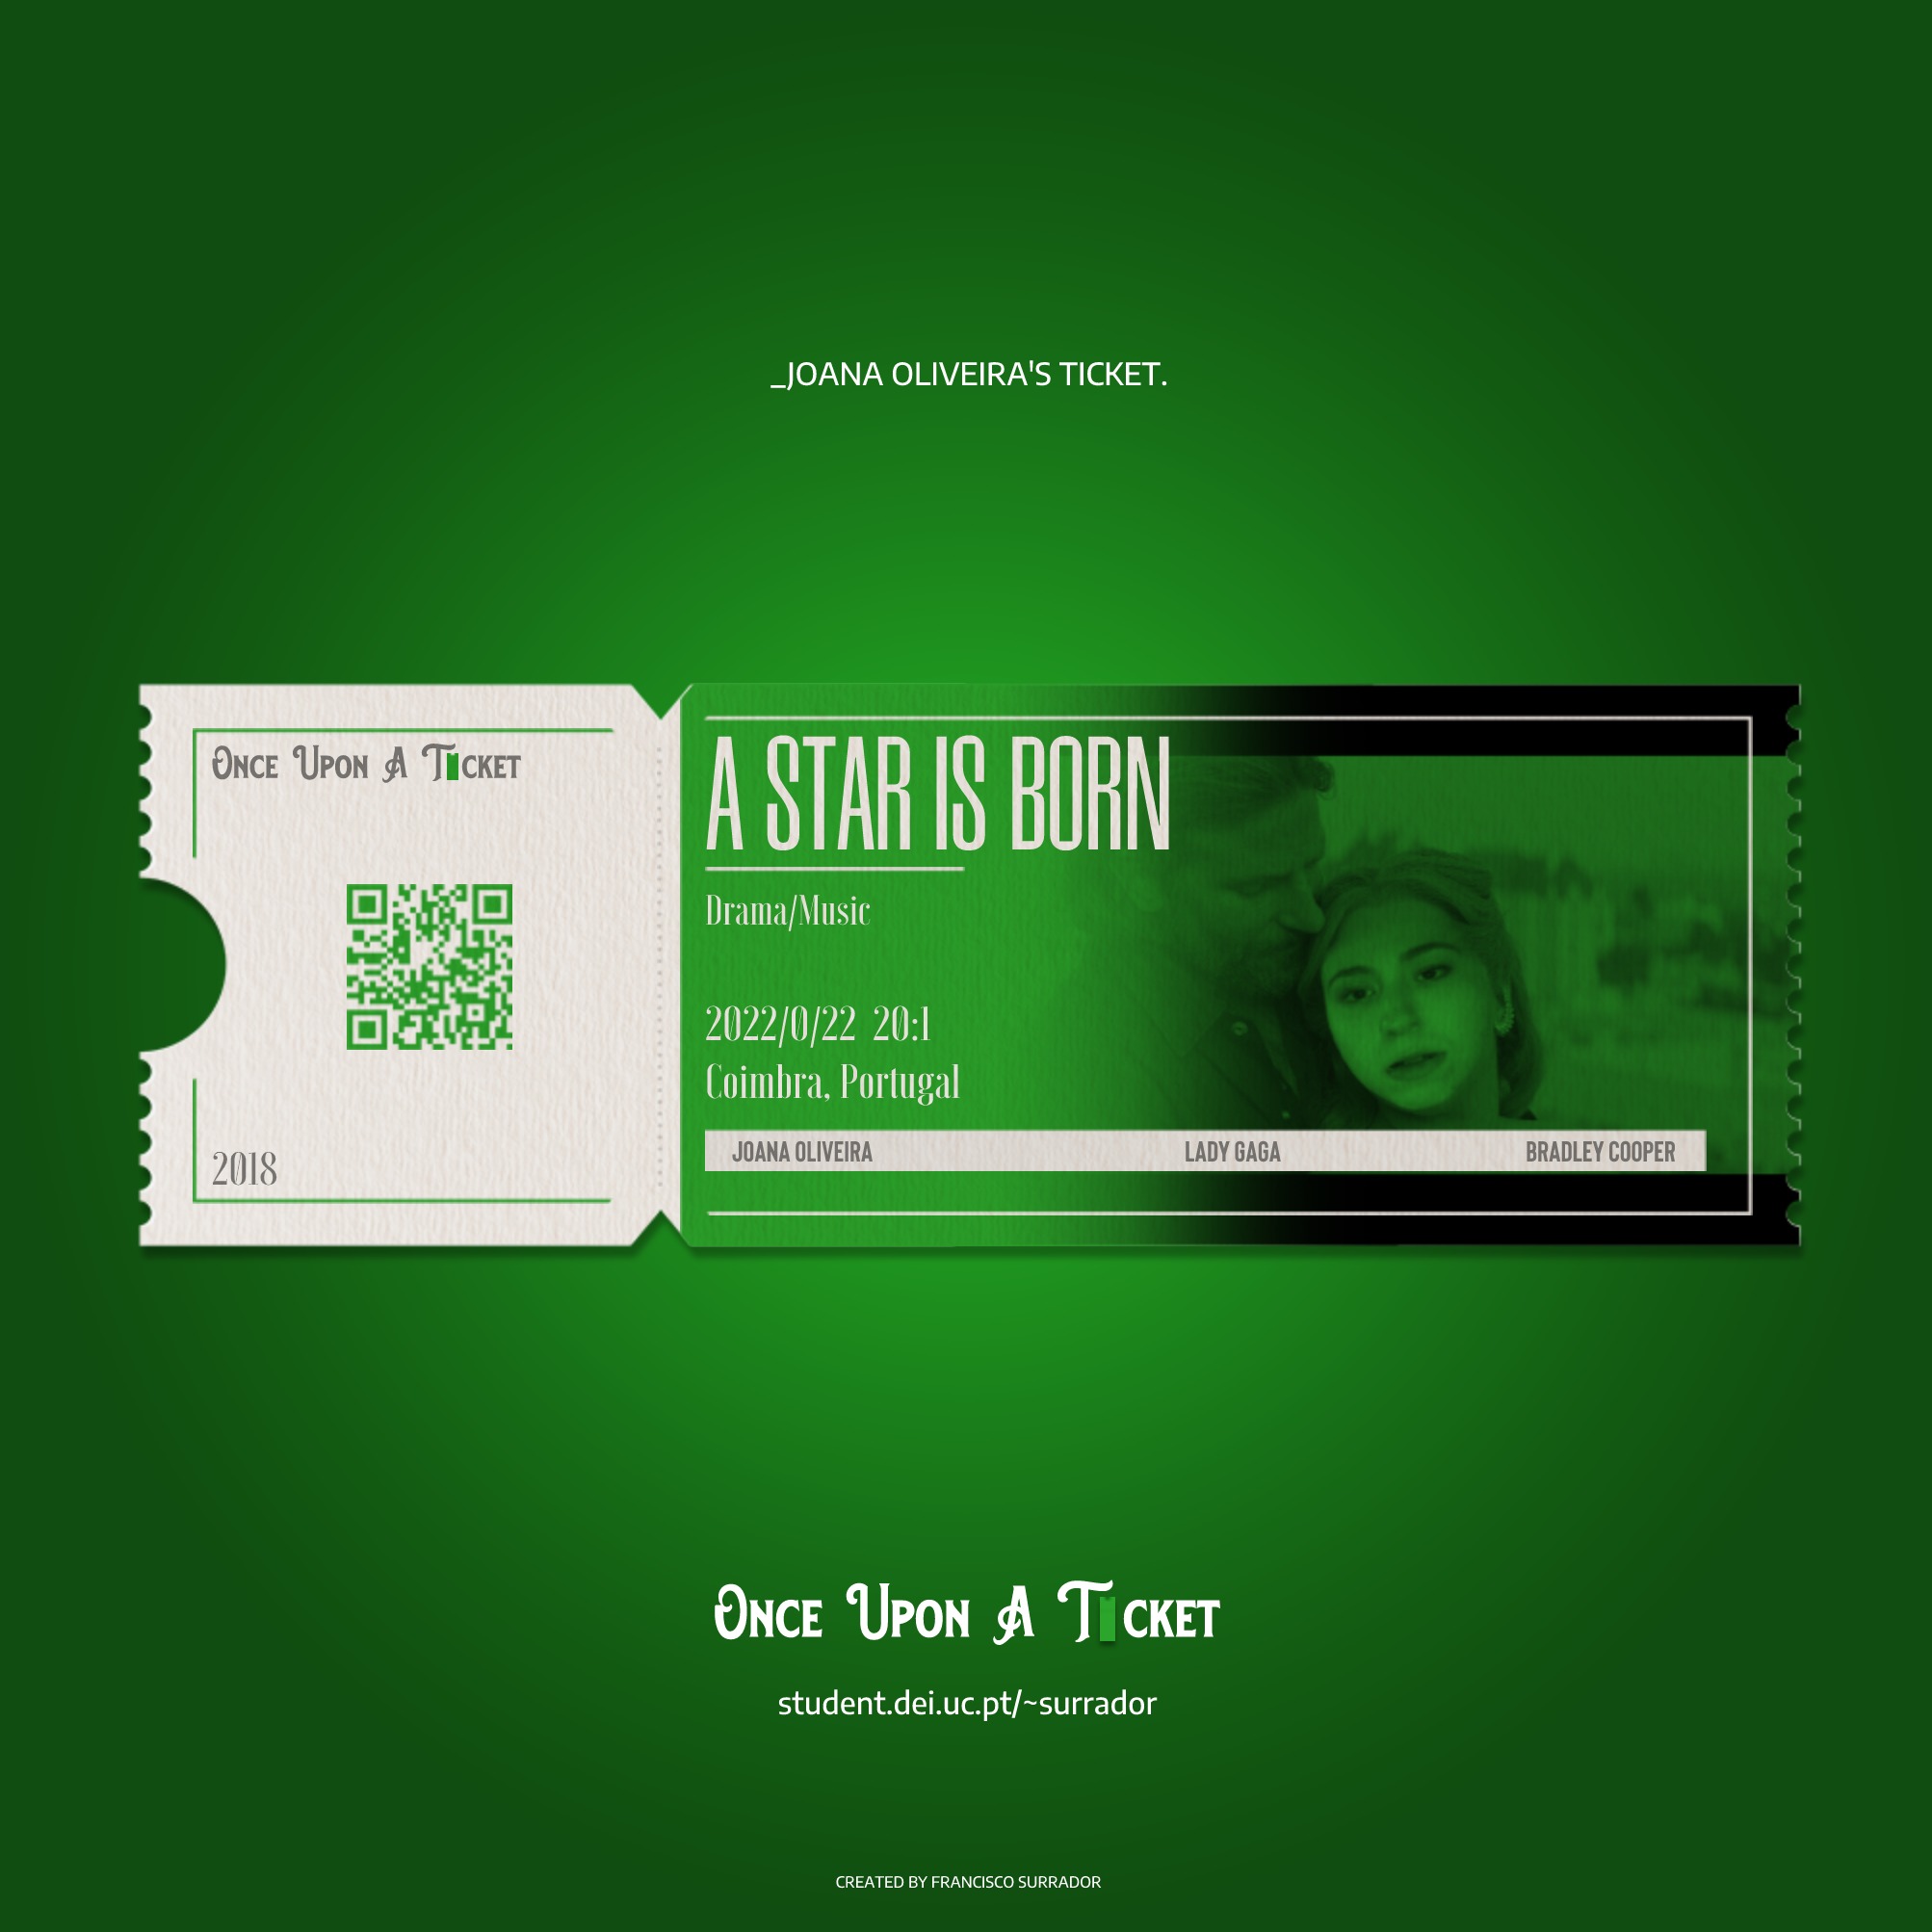 _JOANA OLIVEIRA'S TICKET.
ONCE UPON A TICKET
2018
A STAR IS BORN
Drama/Music
2022/0/22 20:1
Coimbra, Portugal
JOANA OLIVEIRA LADY GAGA BRADLEY COOPER
ONCE UPON A TICKET
student.dei.uc.pt/~surrador
CREATED BY FRANCISCO SURRADOR